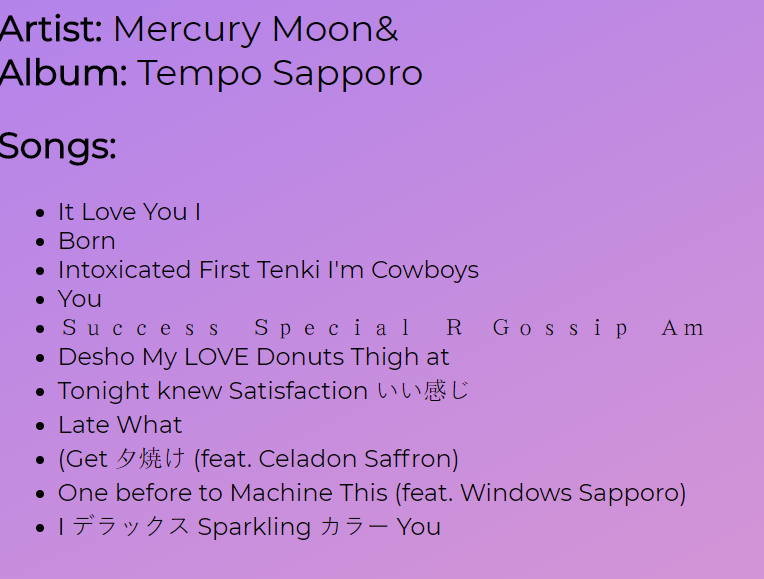 Artist: Mercury Moon&
Album: Tempo Sapporo
Songs:
It Love You I
Born
Intoxicated First Tenki I'm Cowboys
You
Ｓｕｃｃｅｓｓ　Ｓｐｅｃｉａｌ　Ｒ　Ｇｏｓｓｉｐ　Ａｍ
Desho My LOVE Donuts Thigh at
Tonight knew Satisfaction いい感じ
Late What
(Get 夕焼け (feat. Celadon Saffron)
One before to Machine This (feat. Windows Sapporo)
I デラックス Sparkling カラー You